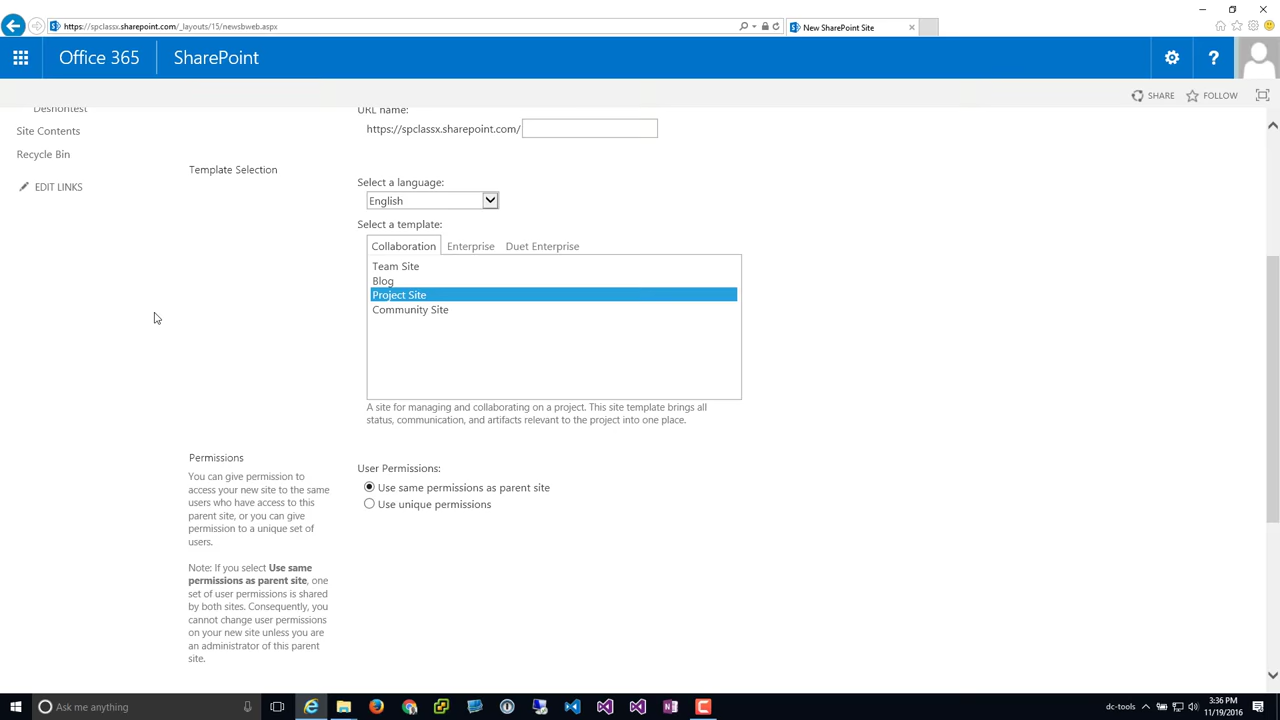 https://spclassx.sharepoint.com/_layouts/15/newsbweb.aspx
New SharePoint Site
Office 365
SharePoint
?
SHARE
FOLLOW
Deshontest
URL name:
Site Contents
https://spclassx.sharepoint.com/
Recycle Bin
Template Selection
EDIT LINKS
Select a language:
English
Select a template:
Collaboration
Enterprise
Duet Enterprise
Team Site
Blog
Project Site
Community Site
A site for managing and collaborating on a project. This site template brings all
status, communication, and artifacts relevant to the project into one place.
Permissions
You can give permission to
access your new site to the same
users who have access to this
parent site, or you can give
permission to a unique set of
users.
Note: If you select Use same
permissions as parent site, one
set of user permissions is shared
by both sites. Consequently, you
cannot change user permissions
on your new site unless you are
an administrator of this parent
site.
User Permissions:
Use same permissions as parent site
Use unique permissions
Ask me anything
dc-tools
3:36 PM
11/19/2016